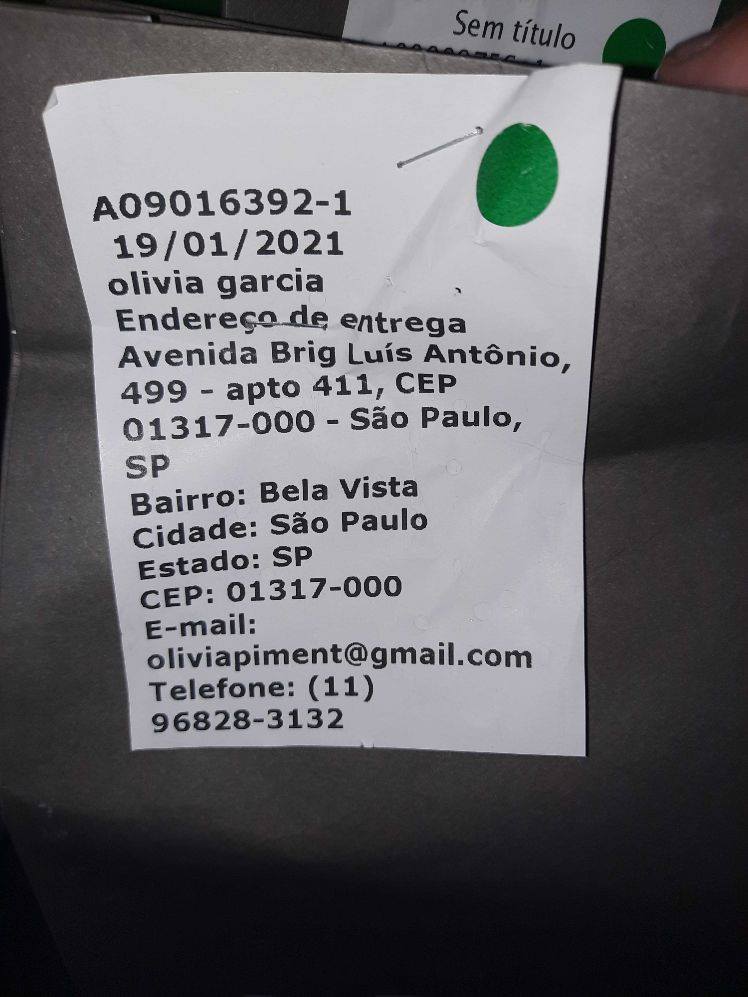 Sem título
A09016392-1
19/01/2021
olivia garcia
Endereço de entrega
Avenida Brig Luís Antônio,
499 - apto 411, CEP
01317-000 - São Paulo,
SP
Bairro: Bela Vista
Cidade: São Paulo
Estado: SP
CEP: 01317-000
E-mail:
oliviapiment@gmail.com
Telefone: (11)
96828-3132